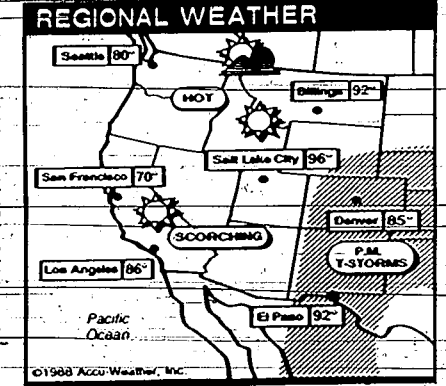 REGIONAL WEATHER
Seattle 80°
HOT
Billings 92°
Salt Lake City 96°
San Francisco 70°
Denver 85°
SCORCHING
P.M.
T-STORMS
Los Angeles 86°
El Paso 92°
Pacific
Ocean
©1988 Accu-Weather, Inc.